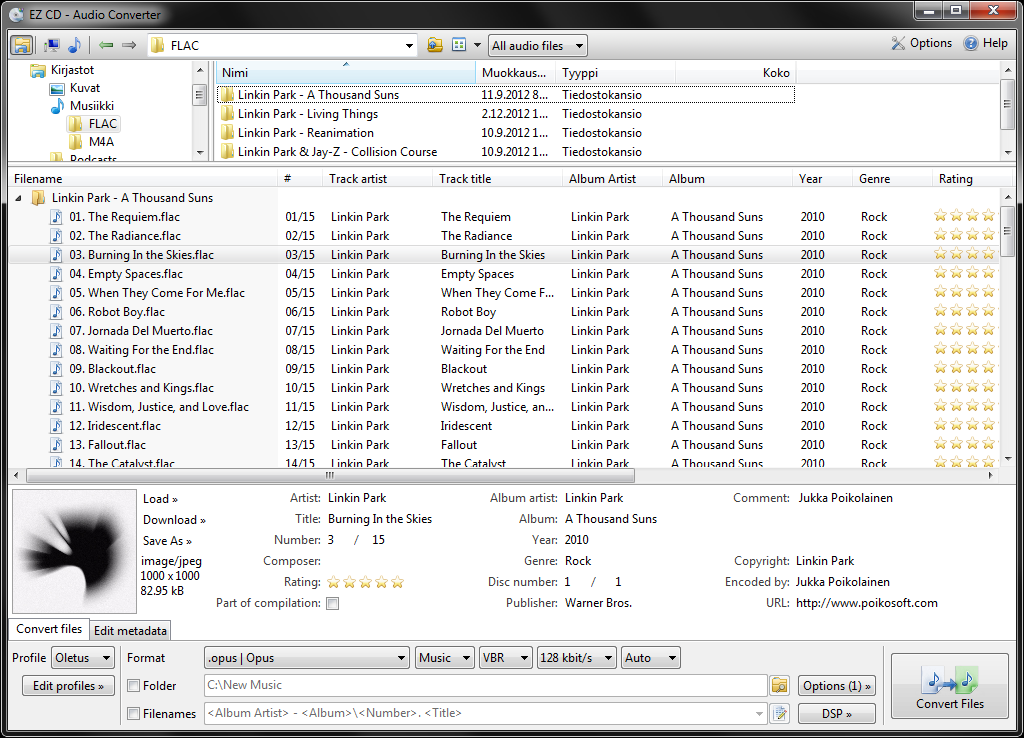 EZ CD - Audio Converter
FLAC All audio files Options Help
Kirjastot
Kuvat
Musiikki
FLAC
M4A
Podcasts
Nimi Muokkaus... Tyyppi Koko
Linkin Park - A Thousand Suns 11.9.2012 8... Tiedostokansio
Linkin Park - Living Things 2.12.2012 1... Tiedostokansio
Linkin Park - Reanimation 10.9.2012 1... Tiedostokansio
Linkin Park & Jay-Z - Collision Course 10.9.2012 1... Tiedostokansio
Filename # Track artist Track title Album Artist Album Year Genre Rating
Linkin Park - A Thousand Suns
01. The Requiem.flac 01/15 Linkin Park The Requiem Linkin Park A Thousand Suns 2010 Rock
02. The Radiance.flac 02/15 Linkin Park The Radiance Linkin Park A Thousand Suns 2010 Rock
03. Burning In the Skies.flac 03/15 Linkin Park Burning In the Skies Linkin Park A Thousand Suns 2010 Rock
04. Empty Spaces.flac 04/15 Linkin Park Empty Spaces Linkin Park A Thousand Suns 2010 Rock
05. When They Come For Me.flac 05/15 Linkin Park When They Come F... Linkin Park A Thousand Suns 2010 Rock
06. Robot Boy.flac 06/15 Linkin Park Robot Boy Linkin Park A Thousand Suns 2010 Rock
07. Jornada Del Muerto.flac 07/15 Linkin Park Jornada Del Muerto Linkin Park A Thousand Suns 2010 Rock
08. Waiting For the End.flac 08/15 Linkin Park Waiting For the End Linkin Park A Thousand Suns 2010 Rock
09. Blackout.flac 09/15 Linkin Park Blackout Linkin Park A Thousand Suns 2010 Rock
10. Wretches and Kings.flac 10/15 Linkin Park Wretches and Kings Linkin Park A Thousand Suns 2010 Rock
11. Wisdom, Justice, and Love.flac 11/15 Linkin Park Wisdom, Justice, an... Linkin Park A Thousand Suns 2010 Rock
12. Iridescent.flac 12/15 Linkin Park Iridescent Linkin Park A Thousand Suns 2010 Rock
13. Fallout.flac 13/15 Linkin Park Fallout Linkin Park A Thousand Suns 2010 Rock
14. The Catalyst.flac 14/15 Linkin Park The Catalyst Linkin Park A Thousand Suns 2010 Rock
Load » Artist: Linkin Park Album artist: Linkin Park Comment: Jukka Poikolainen
Download » Title: Burning In the Skies Album: A Thousand Suns
Save As » Number: 3 / 15 Year: 2010
image/jpeg Composer: Genre: Rock Copyright: Linkin Park
1000 x 1000 Rating: Disc number: 1 / 1 Encoded by: Jukka Poikolainen
82.95 kB
Part of compilation: Publisher: Warner Bros. URL: http://www.poikosoft.com
Convert files Edit metadata
Profile Oletus Format .opus | Opus Music VBR 128 kbit/s Auto
Edit profiles » Folder C:\New Music Options (1) »
Filenames <Album Artist> - <Album>\<Number>. <Title> DSP »
Convert Files